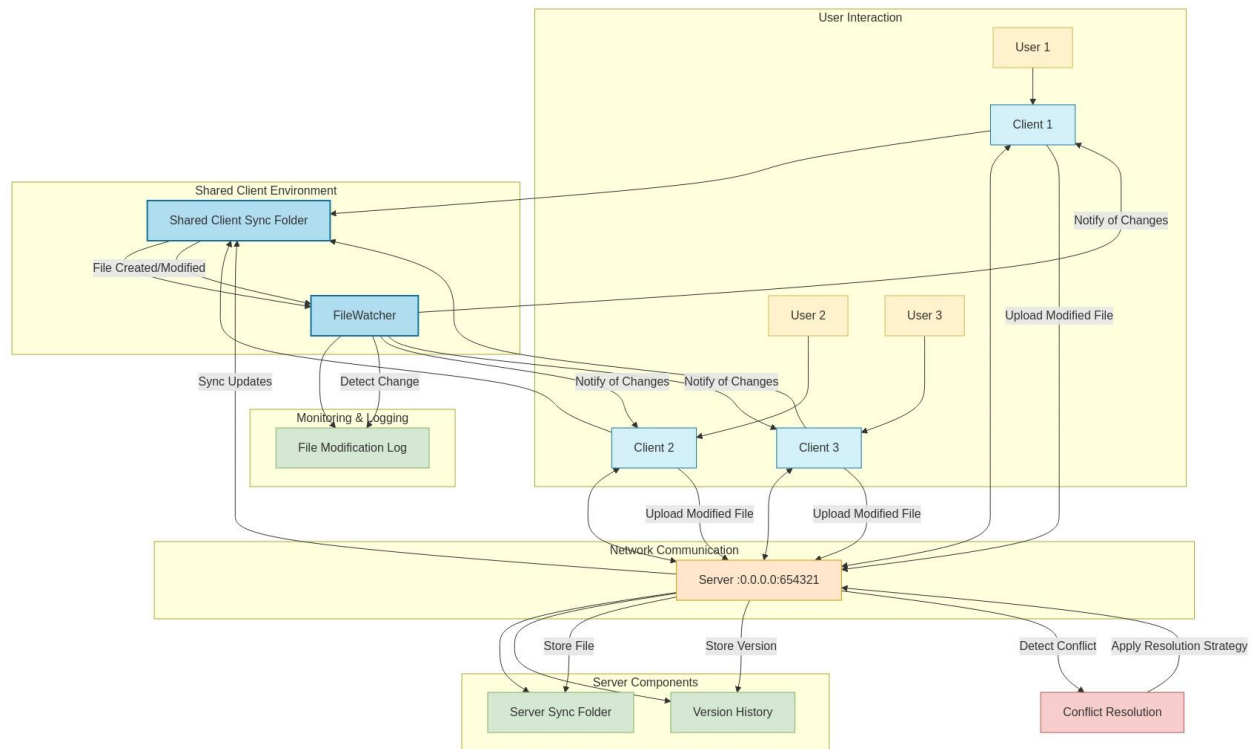 User Interaction
User 1
Client 1
Shared Client Environment
Shared Client Sync Folder
Notify of Changes
File Created/Modified
FileWatcher
User 2
User 3
Upload Modified File
Sync Updates
Detect Change
Notify of Changes
Notify of Changes
Monitoring & Logging
File Modification Log
Client 2
Client 3
Upload Modified File
Upload Modified File
Network Communication
Server :0.0.0.0:654321
Store File
Store Version
Detect Conflict
Apply Resolution Strategy
Server Components
Server Sync Folder
Version History
Conflict Resolution